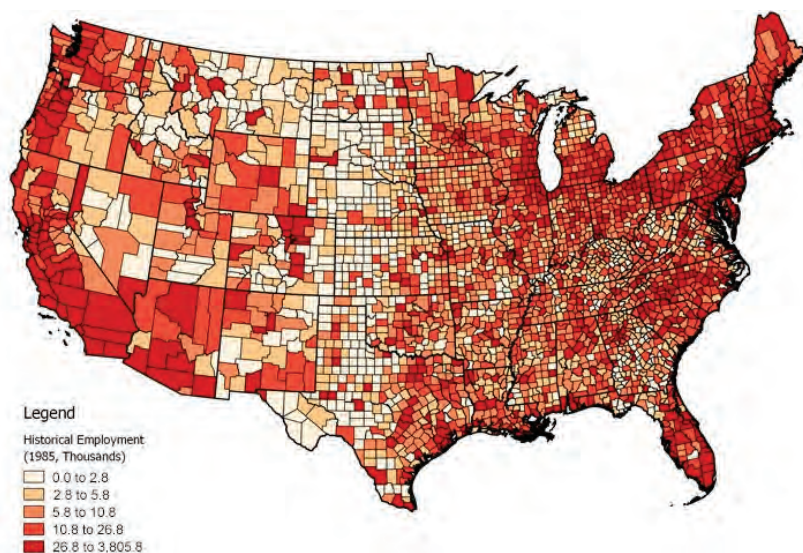 Legend
Historical Employment
(1985, Thousands)
0.0 to 2.8
2.8 to 5.8
5.8 to 10.8
10.8 to 26.8
26.8 to 3,805.8